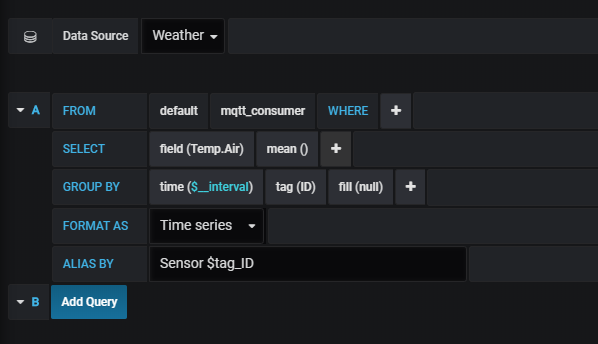 Data Source Weather
A FROM default mqtt_consumer WHERE +
SELECT field (Temp.Air) mean () +
GROUP BY time ($__interval) tag (ID) fill (null) +
FORMAT AS Time series
ALIAS BY Sensor $tag_ID
B Add Query